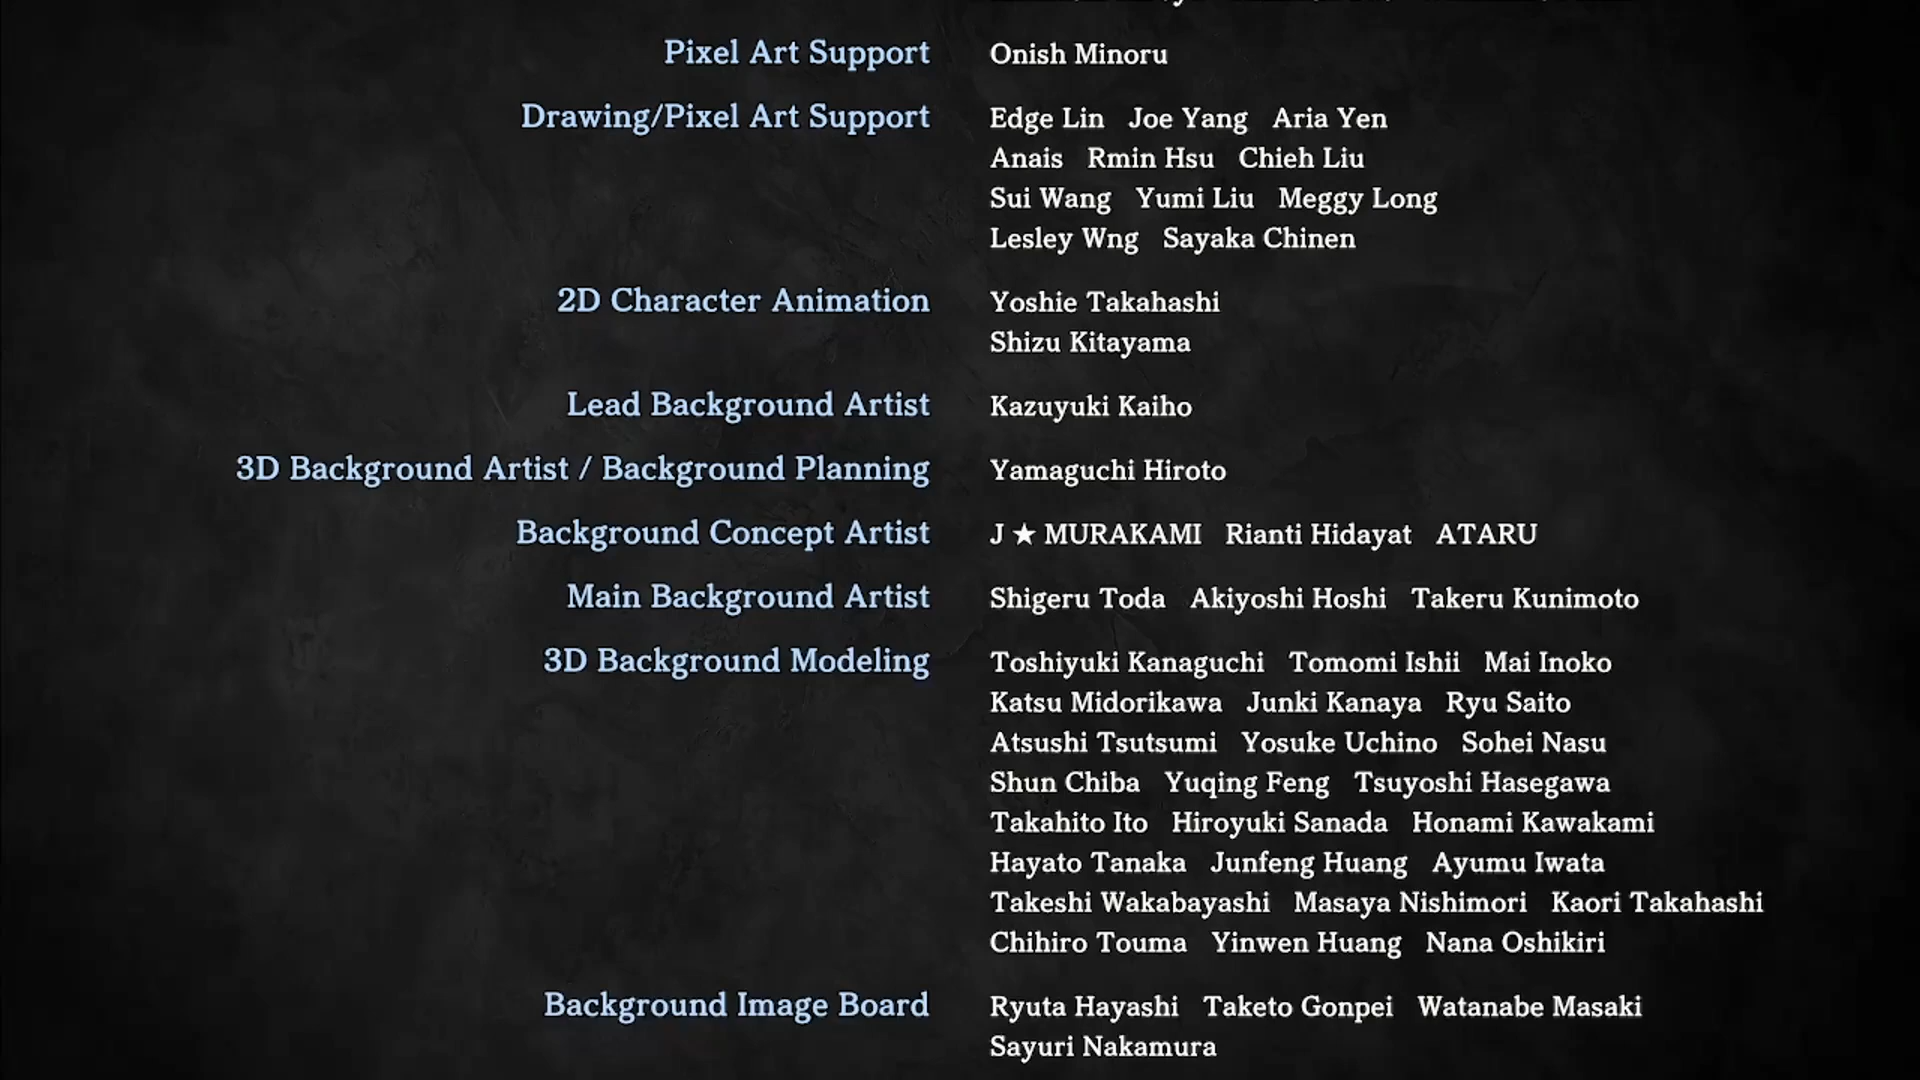 Pixel Art Support Onish Minoru
Drawing/Pixel Art Support Edge Lin Joe Yang Aria Yen
Anais Rmin Hsu Chieh Liu
Sui Wang Yumi Liu Meggy Long
Lesley Wng Sayaka Chinen
2D Character Animation Yoshie Takahashi
Shizu Kitayama
Lead Background Artist Kazuyuki Kaiho
3D Background Artist / Background Planning Yamaguchi Hiroto
Background Concept Artist J ★ MURAKAMI Rianti Hidayat ATARU
Main Background Artist Shigeru Toda Akiyoshi Hoshi Takeru Kunimoto
3D Background Modeling Toshiyuki Kanaguchi Tomomi Ishii Mai Inoko
Katsu Midorikawa Junki Kanaya Ryu Saito
Atsushi Tsutsumi Yosuke Uchino Sohei Nasu
Shun Chiba Yuqing Feng Tsuyoshi Hasegawa
Takahito Ito Hiroyuki Sanada Honami Kawakami
Hayato Tanaka Junfeng Huang Ayumu Iwata
Takeshi Wakabayashi Masaya Nishimori Kaori Takahashi
Chihiro Touma Yinwen Huang Nana Oshikiri
Background Image Board Ryuta Hayashi Taketo Gonpei Watanabe Masaki
Sayuri Nakamura